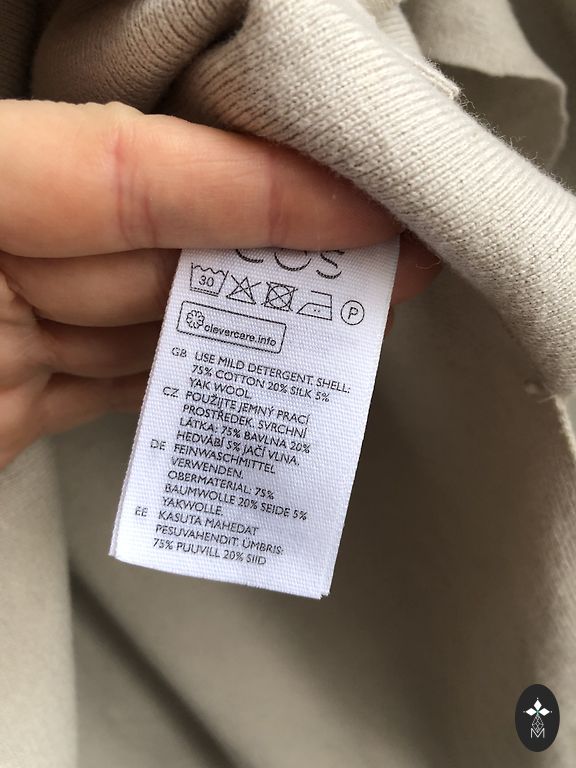 COS
30
P
clevercare.info
GB USE MILD DETERGENT. SHELL:
75% COTTON 20% SILK 5%
YAK WOOL.
CZ POUŽIJTE JEMNÝ PRACÍ
PROSTŘEDEK. SVRCHNÍ
LÁTKA: 75% BAVLNA 20%
HEDVÁBÍ 5% JAČÍ VLNA.
DE FEINWASCHMITTEL
VERWENDEN.
OBERMATERIAL: 75%
BAUMWOLLE 20% SEIDE 5%
YAKWOLLE.
EE KASUTA MAHEDAT
PESUVAHENDIT. ÜMBRIS:
75% PUUVILL 20% SIID
M